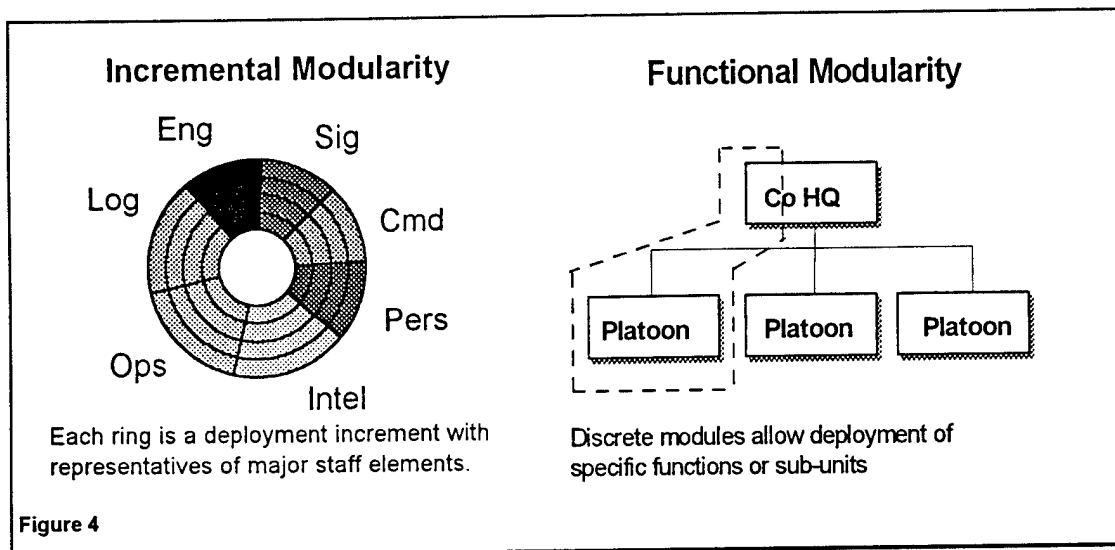 Incremental Modularity
Eng
Sig
Log
Cmd
Pers
Ops
Intel
Each ring is a deployment increment with
representatives of major staff elements.
Functional Modularity
Co HQ
Platoon
Platoon
Platoon
Discrete modules allow deployment of
specific functions or sub-units
Figure 4